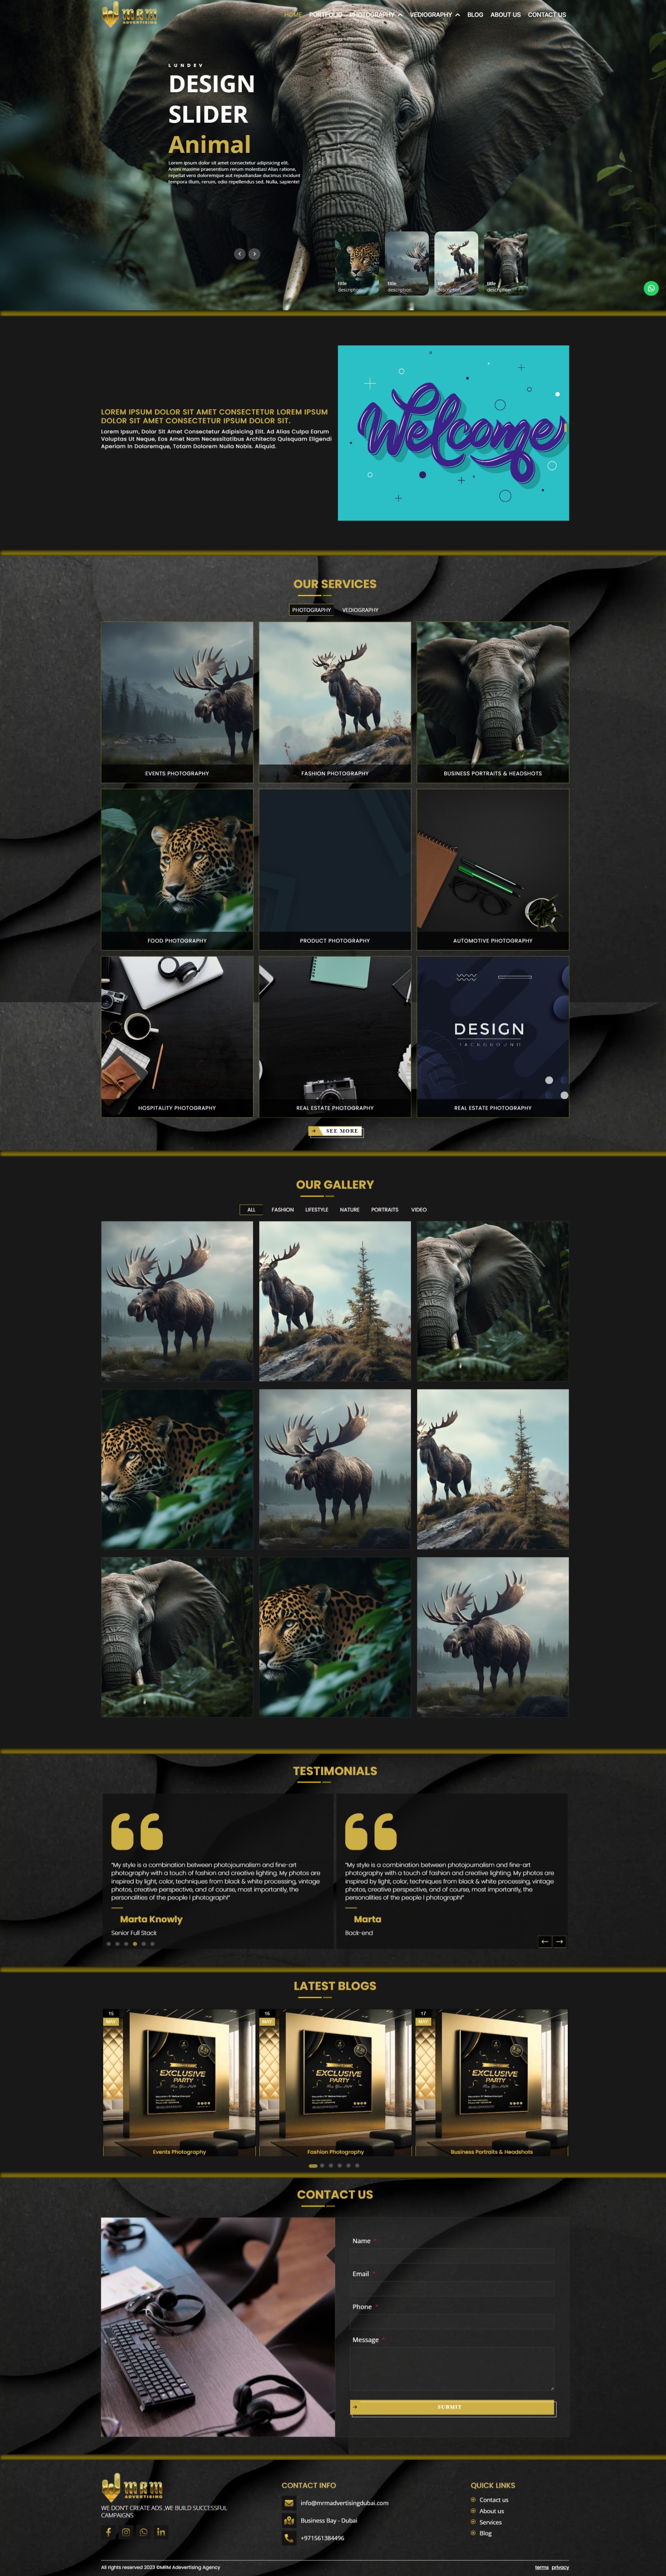 mrm
ADVERTISING
HOME PORTFOLIO PHOTOGRAPHY VEDIOGRAPHY BLOG ABOUT US CONTACT US
LUNDEV
DESIGN
SLIDER
Animal
Lorem ipsum dolor sit amet consectetur adipisicing elit.
Animi maxime praesentium rerum molestias! Alias ratione,
repellat vero doloremque aut repudiandae ducimus incidunt
tempora illum, rerum, odio repellendus sed. Nulla, sapiente!
title title title title
description description description description
LOREM IPSUM DOLOR SIT AMET CONSECTETUR LOREM IPSUM
DOLOR SIT AMET CONSECTETUR IPSUM DOLOR SIT.
Lorem Ipsum, Dolor Sit Amet Consectetur Adipisicing Elit. Ad Alias Culpa Earum
Voluptas Ut Neque, Eos Amet Nam Necessitatibus Architecto Quisquam Eligendi
Aperiam In Doloremque, Totam Dolorem Nulla Nobis. Aliquid.
Welcome
OUR SERVICES
PHOTOGRAPHY VEDIOGRAPHY
EVENTS PHOTOGRAPHY FASHION PHOTOGRAPHY BUSINESS PORTRAITS & HEADSHOTS
FOOD PHOTOGRAPHY PRODUCT PHOTOGRAPHY AUTOMOTIVE PHOTOGRAPHY
DESIGN
BACKGROUND
HOSPITALITY PHOTOGRAPHY REAL ESTATE PHOTOGRAPHY REAL ESTATE PHOTOGRAPHY
SEE MORE
OUR GALLERY
ALL FASHION LIFESTYLE NATURE PORTRAITS VIDEO
TESTIMONIALS
"My style is a combination between photojournalism and fine-art
photography with a touch of fashion and creative lighting. My photos are
inspired by light, color, techniques from black & white processing, vintage
photos, creative perspective, and of course, most importantly, the
personalities of the people I photograph!"
Marta Knowly
Senior Full Stack
"My style is a combination between photojournalism and fine-art
photography with a touch of fashion and creative lighting. My photos are
inspired by light, color, techniques from black & white processing, vintage
photos, creative perspective, and of course, most importantly, the
personalities of the people I photograph!"
Marta
Back-end
LATEST BLOGS
15 16 17
MAY MAY MAY
EXCLUSIVE EXCLUSIVE EXCLUSIVE
PARTY PARTY PARTY
Events Photography Fashion Photography Business Portraits & Headshots
CONTACT US
Name *
Email *
Phone *
Message *
SUBMIT
mrm
ADVERTISING
WE DON'T CREATE ADS ,WE BUILD SUCCESSFUL
CAMPAIGNS
CONTACT INFO
info@mrmadvertisingdubai.com
Business Bay - Dubai
+971561384496
QUICK LINKS
Contact us
About us
Services
Blog
All rights reserved 2023 ©MRM Adevertising Agency
terms privacy